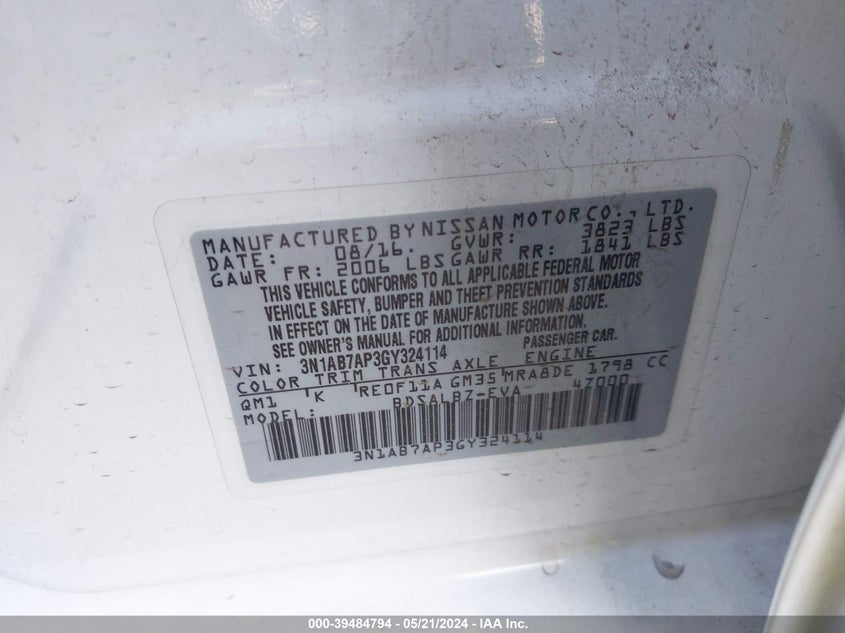 MANUFACTURED BY NISSAN MOTOR CO., LTD.
DATE: 08/16. GVWR: 3823 LBS
GAWR FR: 2006 LBS GAWR RR: 1841 LBS
THIS VEHICLE CONFORMS TO ALL APPLICABLE FEDERAL MOTOR
VEHICLE SAFETY, BUMPER AND THEFT PREVENTION STANDARDS
IN EFFECT ON THE DATE OF MANUFACTURE SHOWN ABOVE.
SEE OWNER'S MANUAL FOR ADDITIONAL INFORMATION.
VIN: 3N1AB7AP3GY324114 PASSENGER CAR.
COLOR TRIM TRANS AXLE ENGINE
QM1 K RE0F11A GM35 MRA8DE 1798 CC
MODEL: BDSALBZ-EVA 47000
3N1AB7AP3GY324114
000-39484794 - 05/21/2024 - IAA Inc.